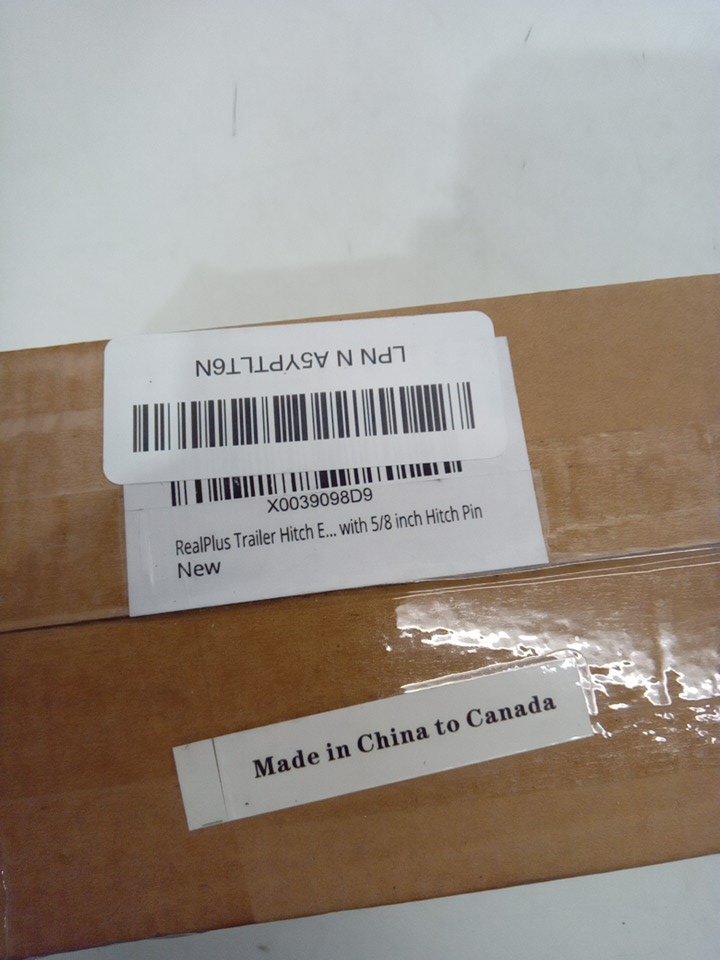 LPN N A5YPTLT6N
X0039098D9
RealPlus Trailer Hitch E... with 5/8 inch Hitch Pin
New
Made in China to Canada